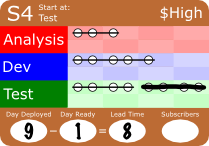 S4 Start at: Test $High
Analysis
Dev
Test
Day Deployed Day Ready Lead Time Subscribers
9 - 1 = 8